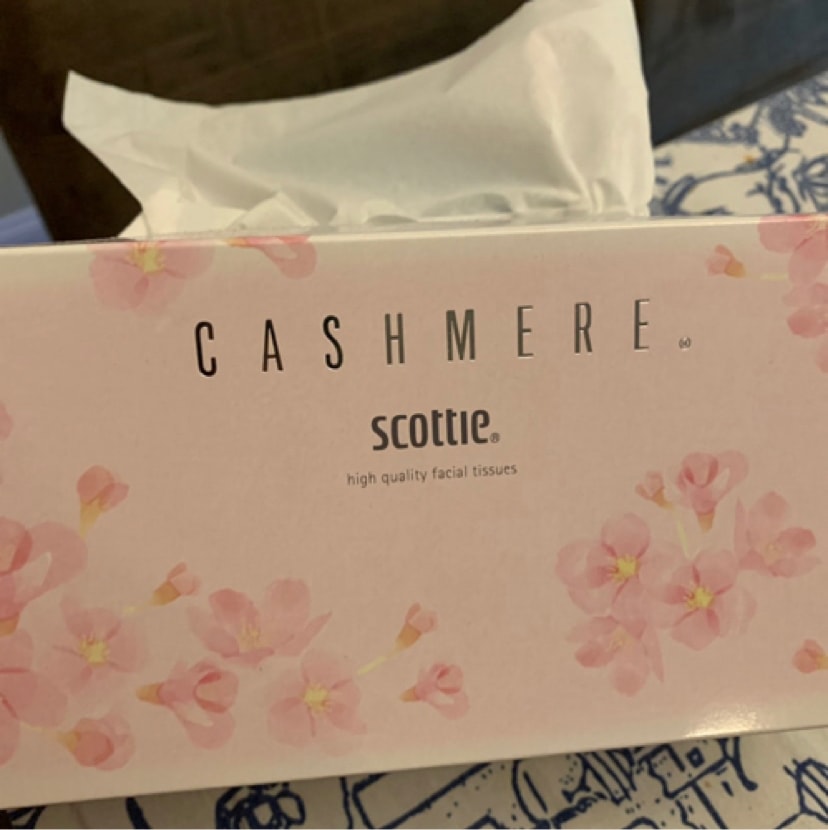 CASHMERE®
scottie®
high quality facial tissues